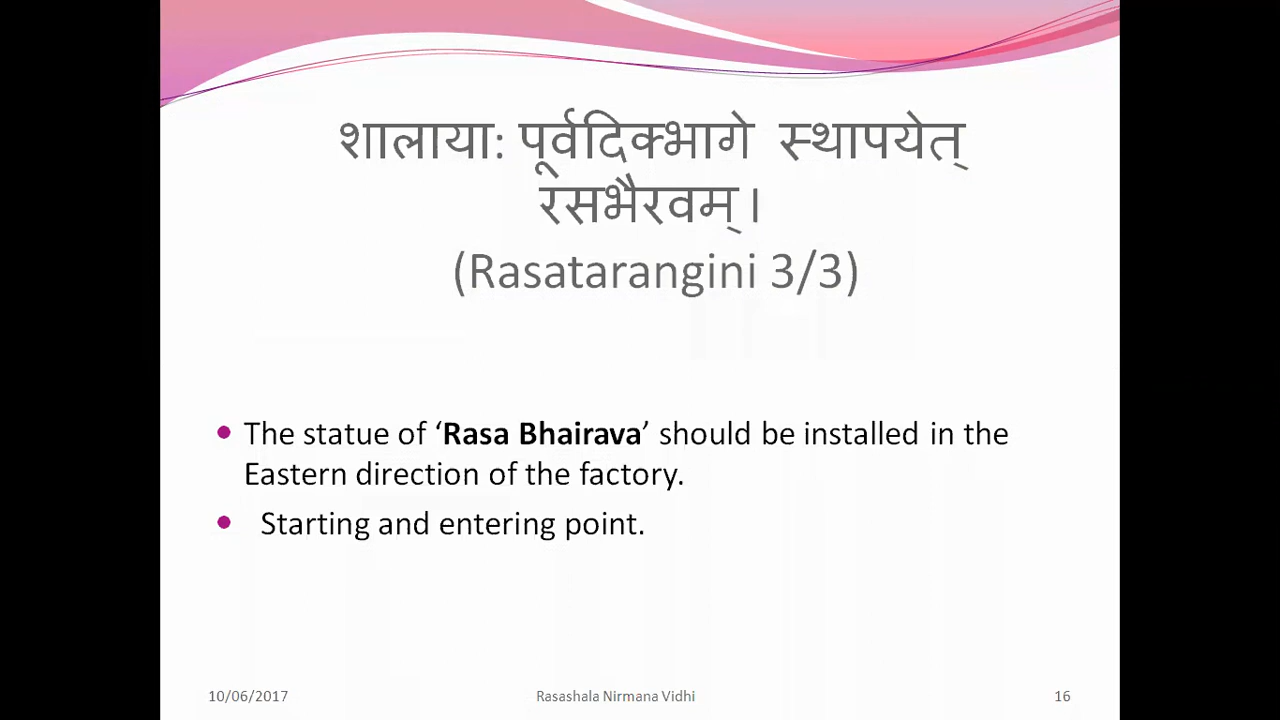 शालाया: पूर्वदिक्भागे स्थापयेत्
रसभैरवम् ।
(Rasatarangini 3/3)
• The statue of ‘Rasa Bhairava’ should be installed in the
Eastern direction of the factory.
• Starting and entering point.
10/06/2017 Rasashala Nirmana Vidhi 16